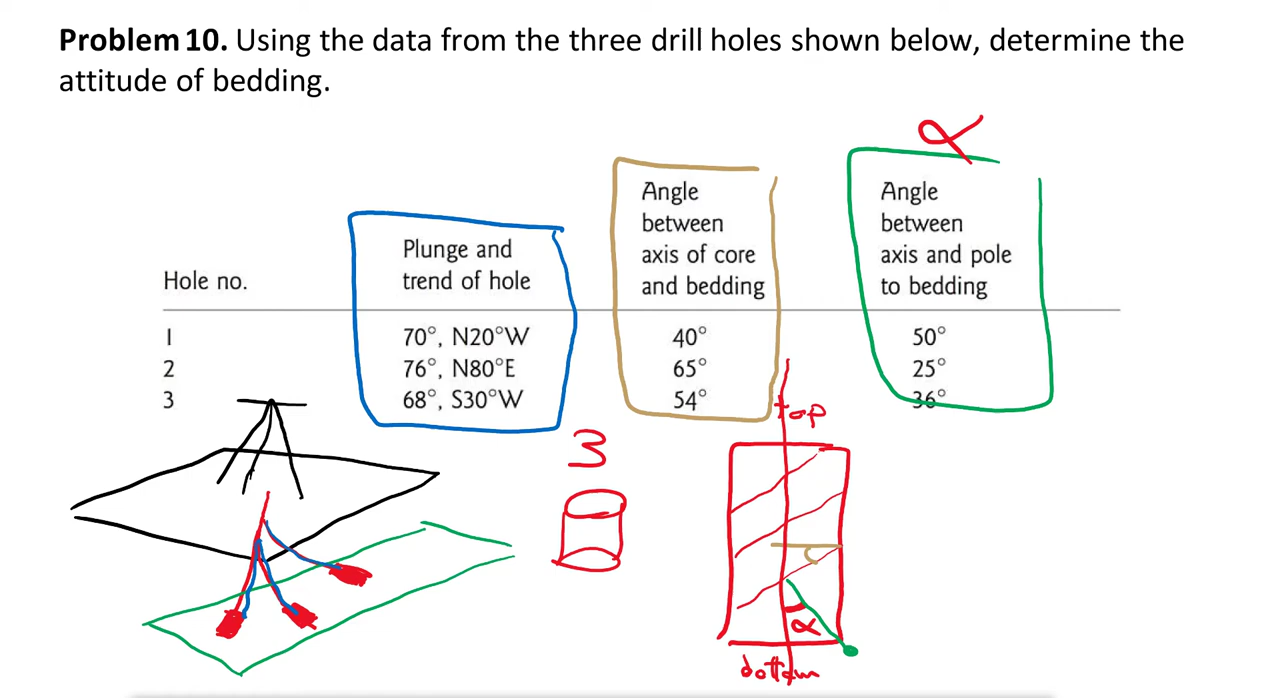 Problem 10. Using the data from the three drill holes shown below, determine the
attitude of bedding.
α
Hole no.
Plunge and
trend of hole
Angle
between
axis of core
and bedding
Angle
between
axis and pole
to bedding
1 70°, N20°W 40° 50°
2 76°, N80°E 65° 25°
3 68°, S30°W 54° 36°
top
3
α
bottom